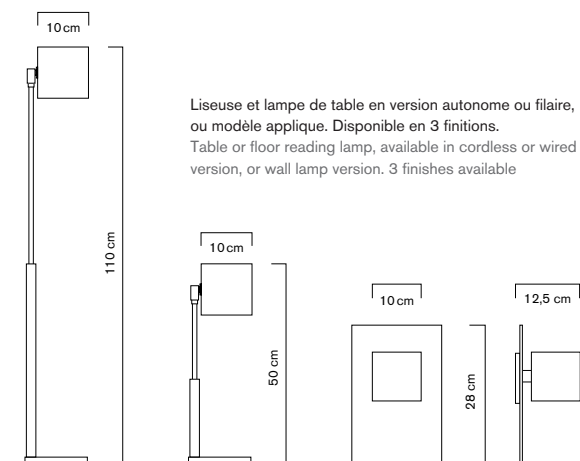 10 cm
Liseuse et lampe de table en version autonome ou filaire,
ou modèle applique. Disponible en 3 finitions.
Table or floor reading lamp, available in cordless or wired
version, or wall lamp version. 3 finishes available
110 cm
10 cm
50 cm
10 cm
28 cm
12,5 cm